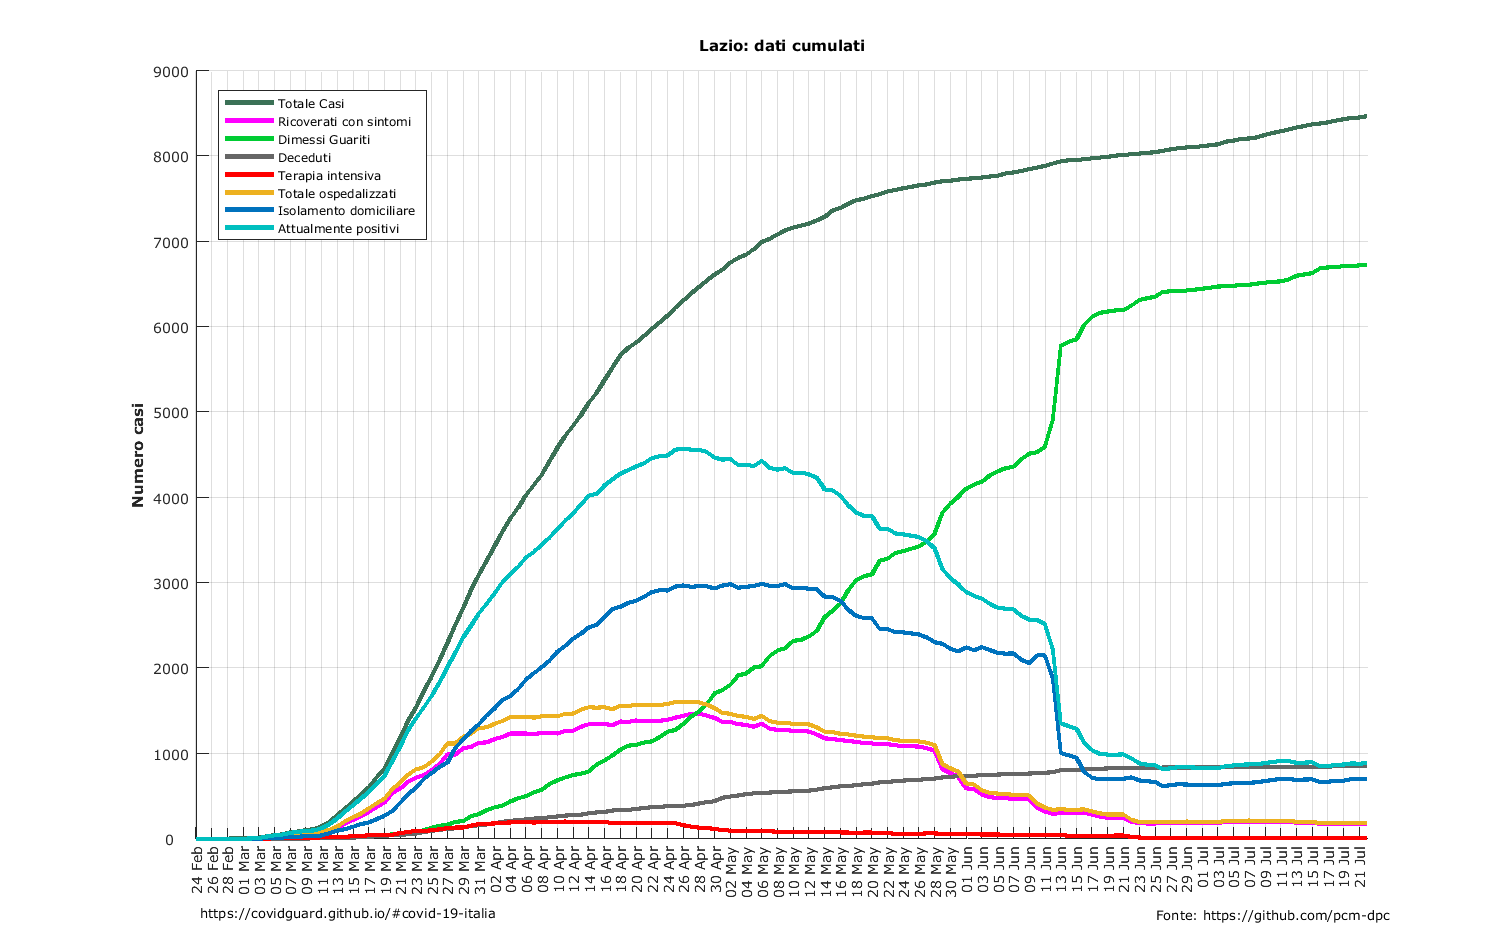 Lazio: dati cumulati
Numero casi
9000
8000
7000
6000
5000
4000
3000
2000
1000
0
Totale Casi
Ricoverati con sintomi
Dimessi Guariti
Deceduti
Terapia intensiva
Totale ospedalizzati
Isolamento domiciliare
Attualmente positivi
24 Feb
26 Feb
28 Feb
01 Mar
03 Mar
05 Mar
07 Mar
09 Mar
11 Mar
13 Mar
15 Mar
17 Mar
19 Mar
21 Mar
23 Mar
25 Mar
27 Mar
29 Mar
31 Mar
02 Apr
04 Apr
06 Apr
08 Apr
10 Apr
12 Apr
14 Apr
16 Apr
18 Apr
20 Apr
22 Apr
24 Apr
26 Apr
28 Apr
30 Apr
02 May
04 May
06 May
08 May
10 May
12 May
14 May
16 May
18 May
20 May
22 May
24 May
26 May
28 May
30 May
01 Jun
03 Jun
05 Jun
07 Jun
09 Jun
11 Jun
13 Jun
15 Jun
17 Jun
19 Jun
21 Jun
23 Jun
25 Jun
27 Jun
29 Jun
01 Jul
03 Jul
05 Jul
07 Jul
09 Jul
11 Jul
13 Jul
15 Jul
17 Jul
19 Jul
21 Jul
https://covidguard.github.io/#covid-19-italia
Fonte: https://github.com/pcm-dpc